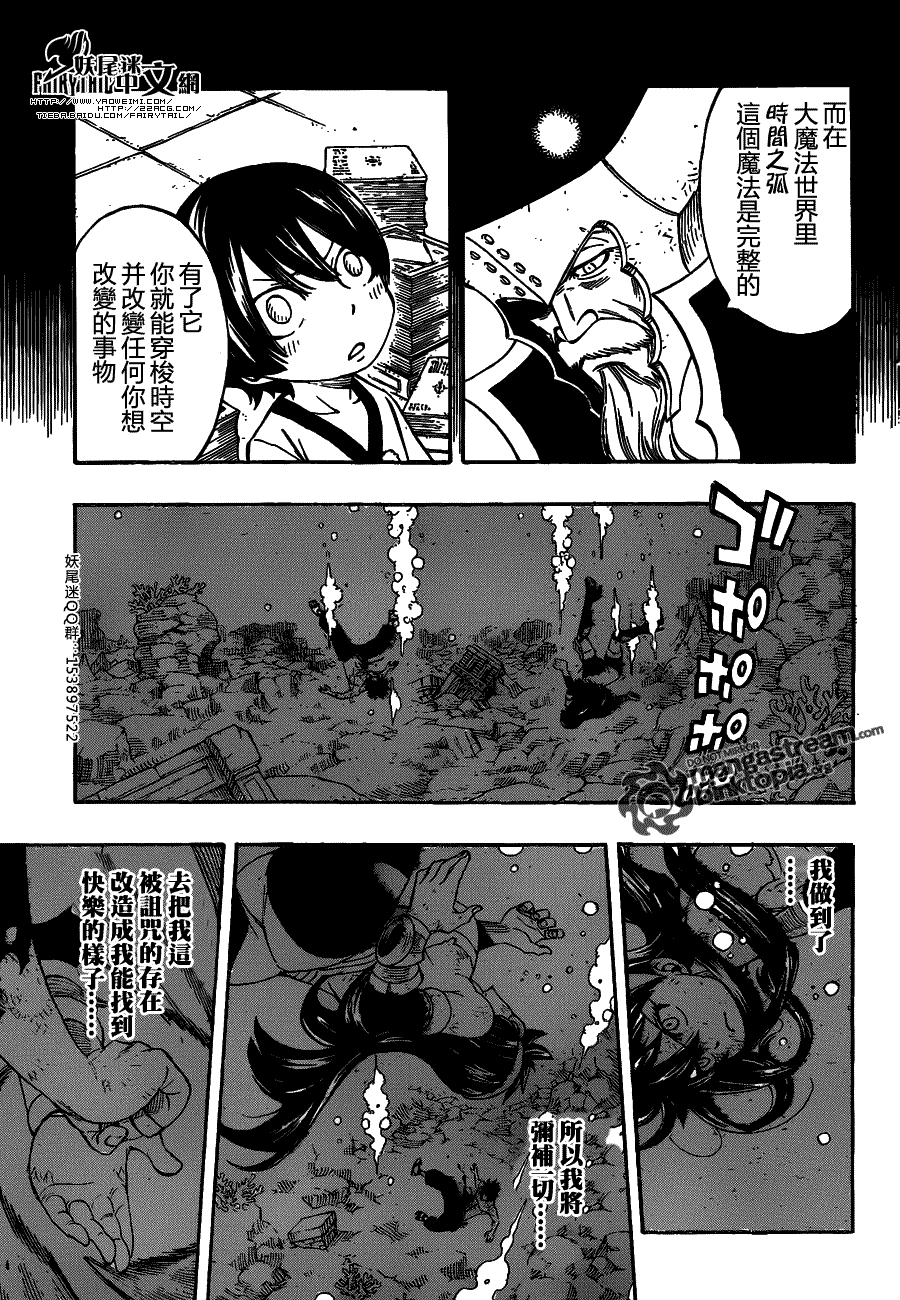 妖尾迷
FAIRYTAIL中文網
HTTP://WWW.YAOWEIMI.COM/
HTTP://22ACG.COM/
TIEBA.BAIDU.COM/FAIRYTAIL/
而在
大魔法世界里
時間之弧
這個魔法是完整的
有了它
你就能穿梭時空
并改變任何你想
改變的事物
ゴポポポ
妖尾迷QQ群:153897522
DO NOT MIRROR
mangastream.com
pinktopia
我做到了
……
所以我將
彌補一切……
去把我這
被詛咒的存在
改造成我能找到
快樂的樣子……